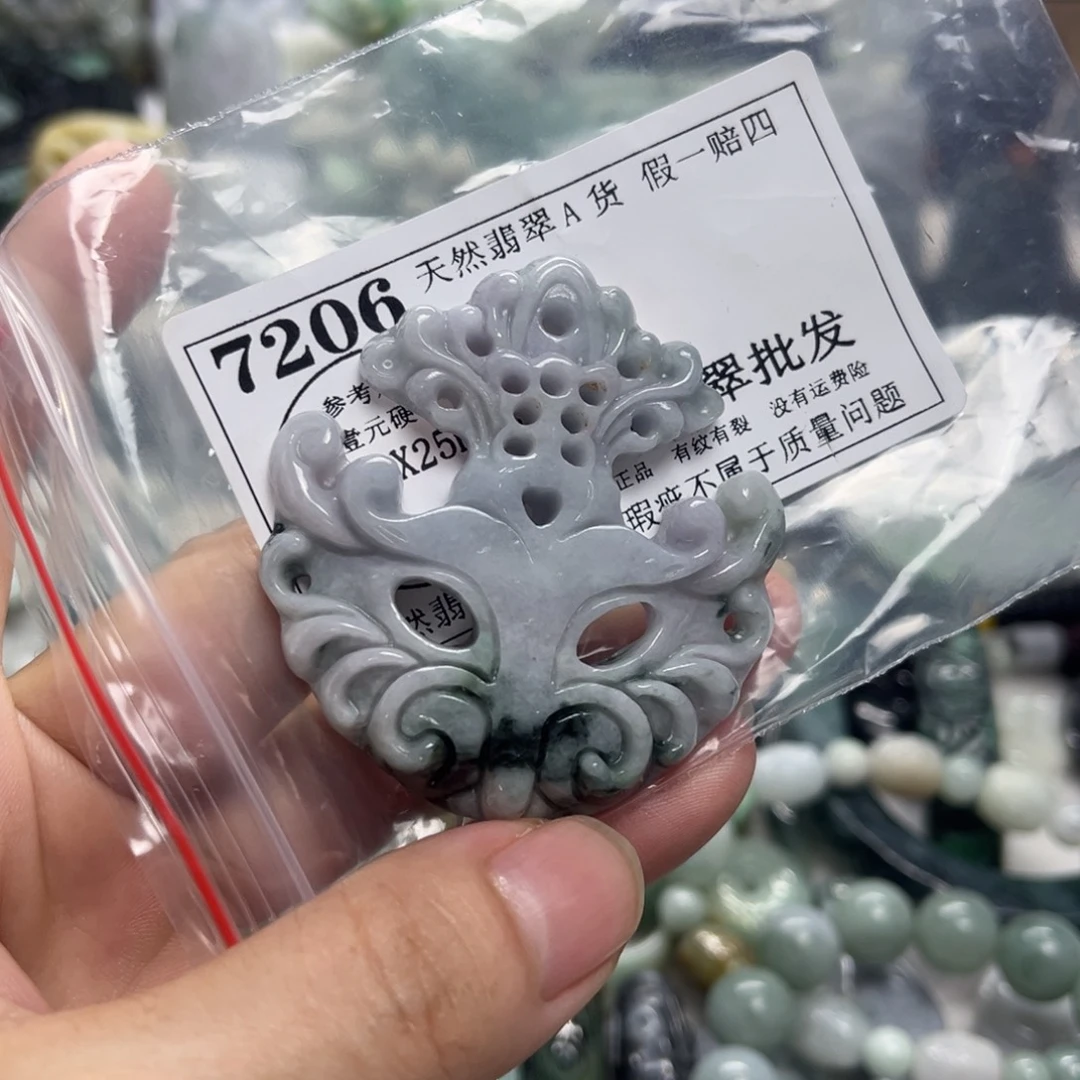 天然翡翠A货 假一赔四
7206
翠批发
参考
壹元硬
没有运费险
X25
正品 有纹有裂
瑕疵不属于质量问题
然翡